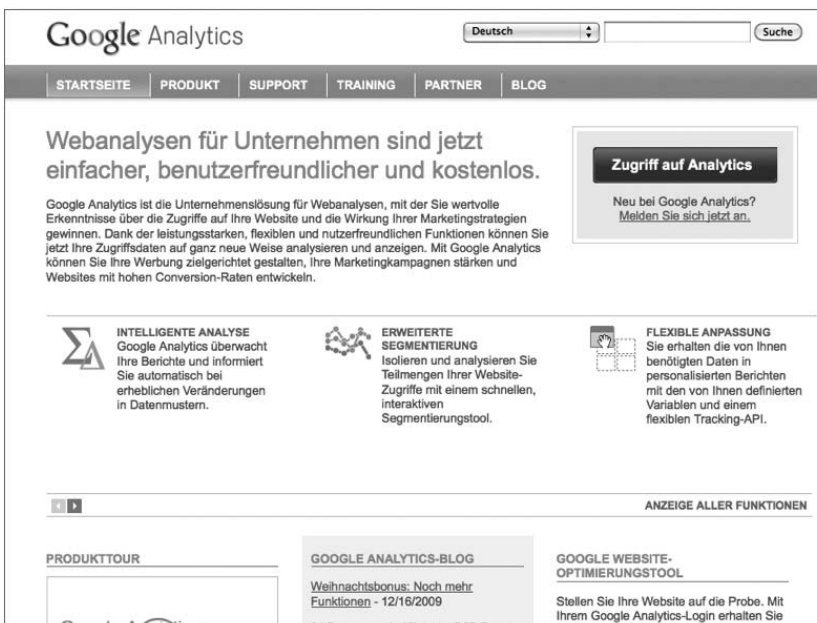 Google Analytics
Deutsch
Suche
STARTSEITE PRODUKT SUPPORT TRAINING PARTNER BLOG
Webanalysen für Unternehmen sind jetzt
einfacher, benutzerfreundlicher und kostenlos.
Google Analytics ist die Unternehmenslösung für Webanalysen, mit der Sie wertvolle
Erkenntnisse über die Zugriffe auf Ihre Website und die Wirkung Ihrer Marketingstrategien
gewinnen. Dank der leistungsstarken, flexiblen und nutzerfreundlichen Funktionen können Sie
jetzt Ihre Zugriffsdaten auf ganz neue Weise analysieren und anzeigen. Mit Google Analytics
können Sie Ihre Werbung zielgerichtet gestalten, Ihre Marketingkampagnen stärken und
Websites mit hohen Conversion-Raten entwickeln.
Zugriff auf Analytics
Neu bei Google Analytics?
Melden Sie sich jetzt an.
INTELLIGENTE ANALYSE
Google Analytics überwacht
Ihre Berichte und informiert
Sie automatisch bei
erheblichen Veränderungen
in Datenmustern.
ERWEITERTE
SEGMENTIERUNG
Isolieren und analysieren Sie
Teilmengen Ihrer Website-
Zugriffe mit einem schnellen,
interaktiven
Segmentierungstool.
FLEXIBLE ANPASSUNG
Sie erhalten die von Ihnen
benötigten Daten in
personalisierten Berichten
mit den von Ihnen definierten
Variablen und einem
flexiblen Tracking-API.
ANZEIGE ALLER FUNKTIONEN
PRODUKTTOUR
GOOGLE ANALYTICS-BLOG
Weihnachtsbonus: Noch mehr
Funktionen - 12/16/2009
GOOGLE WEBSITE-
OPTIMIERUNGSTOOL
Stellen Sie Ihre Website auf die Probe. Mit
Ihrem Google Analytics-Login erhalten Sie